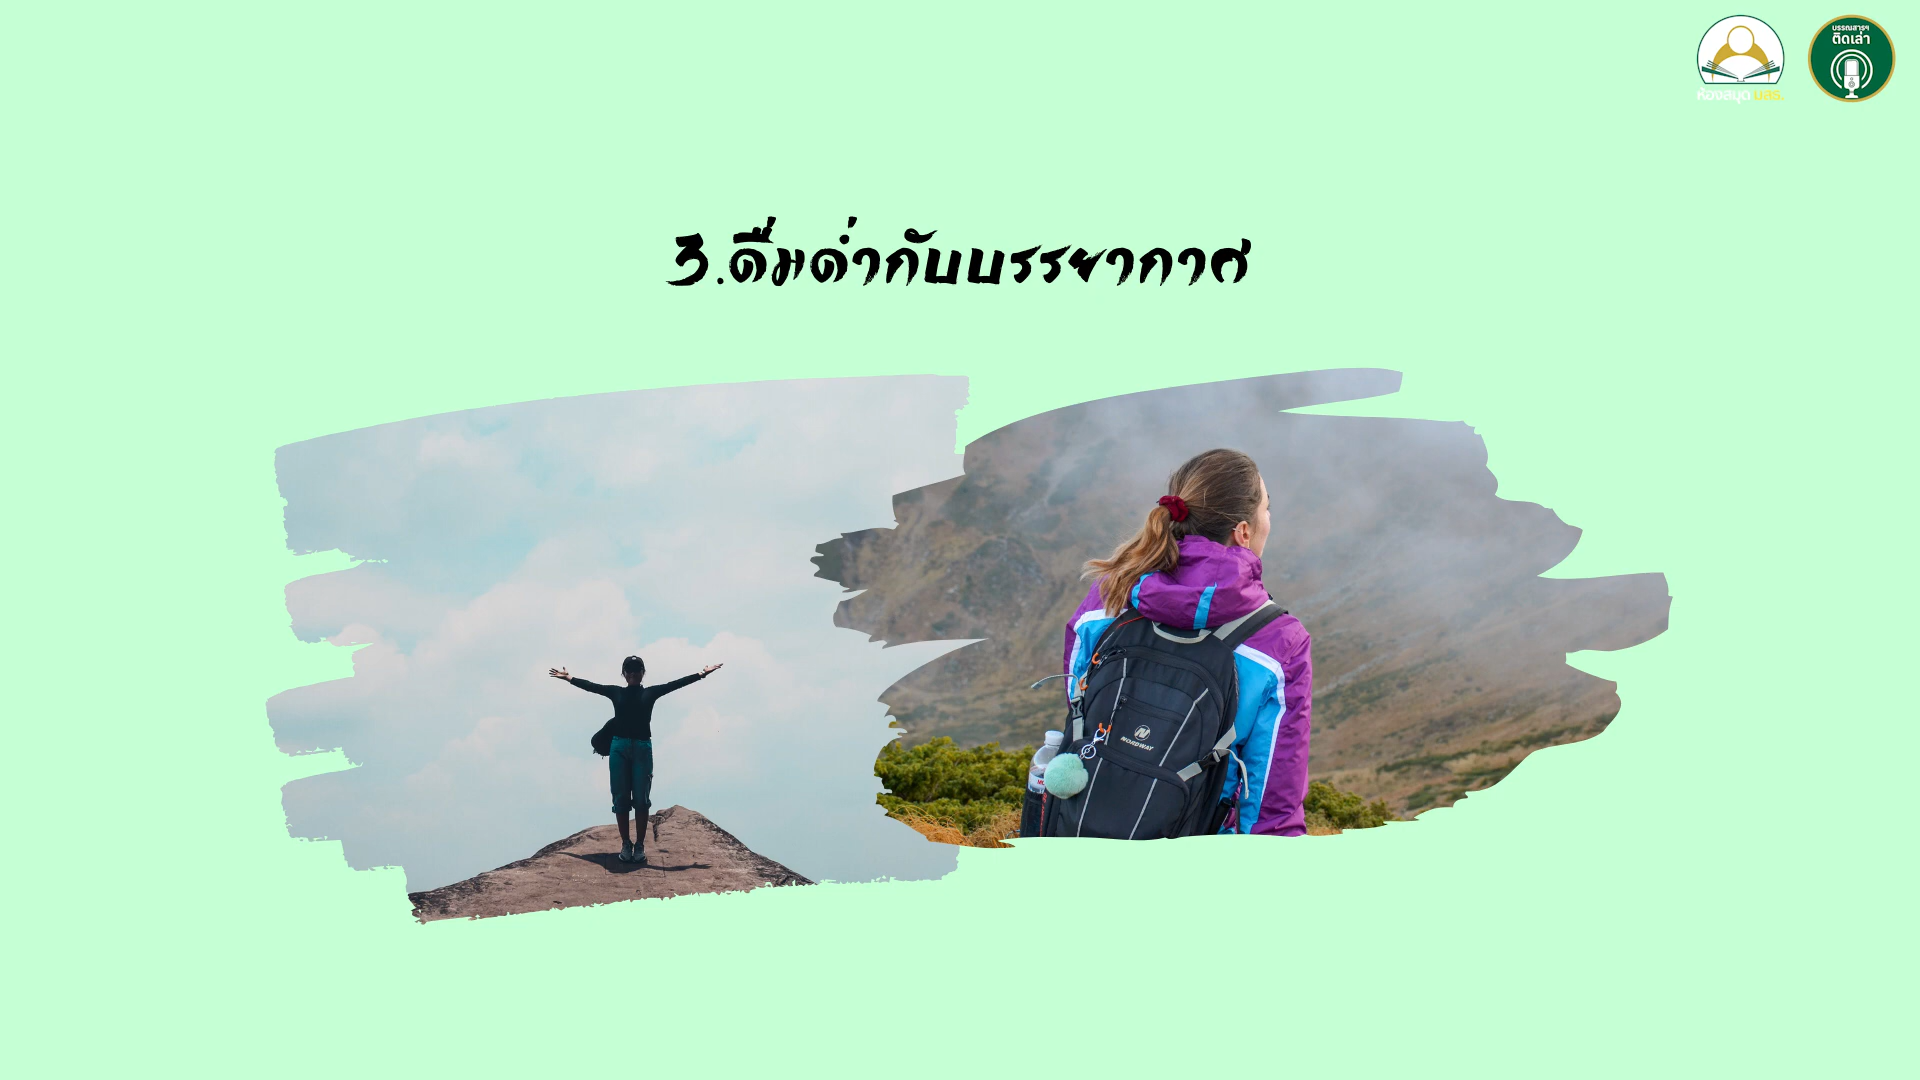 บรรณสารฯ
ติดเล่า
ห้องสมุด มสธ.
3.ดื่มด่ำกับบรรยากาศ
NORDWAY